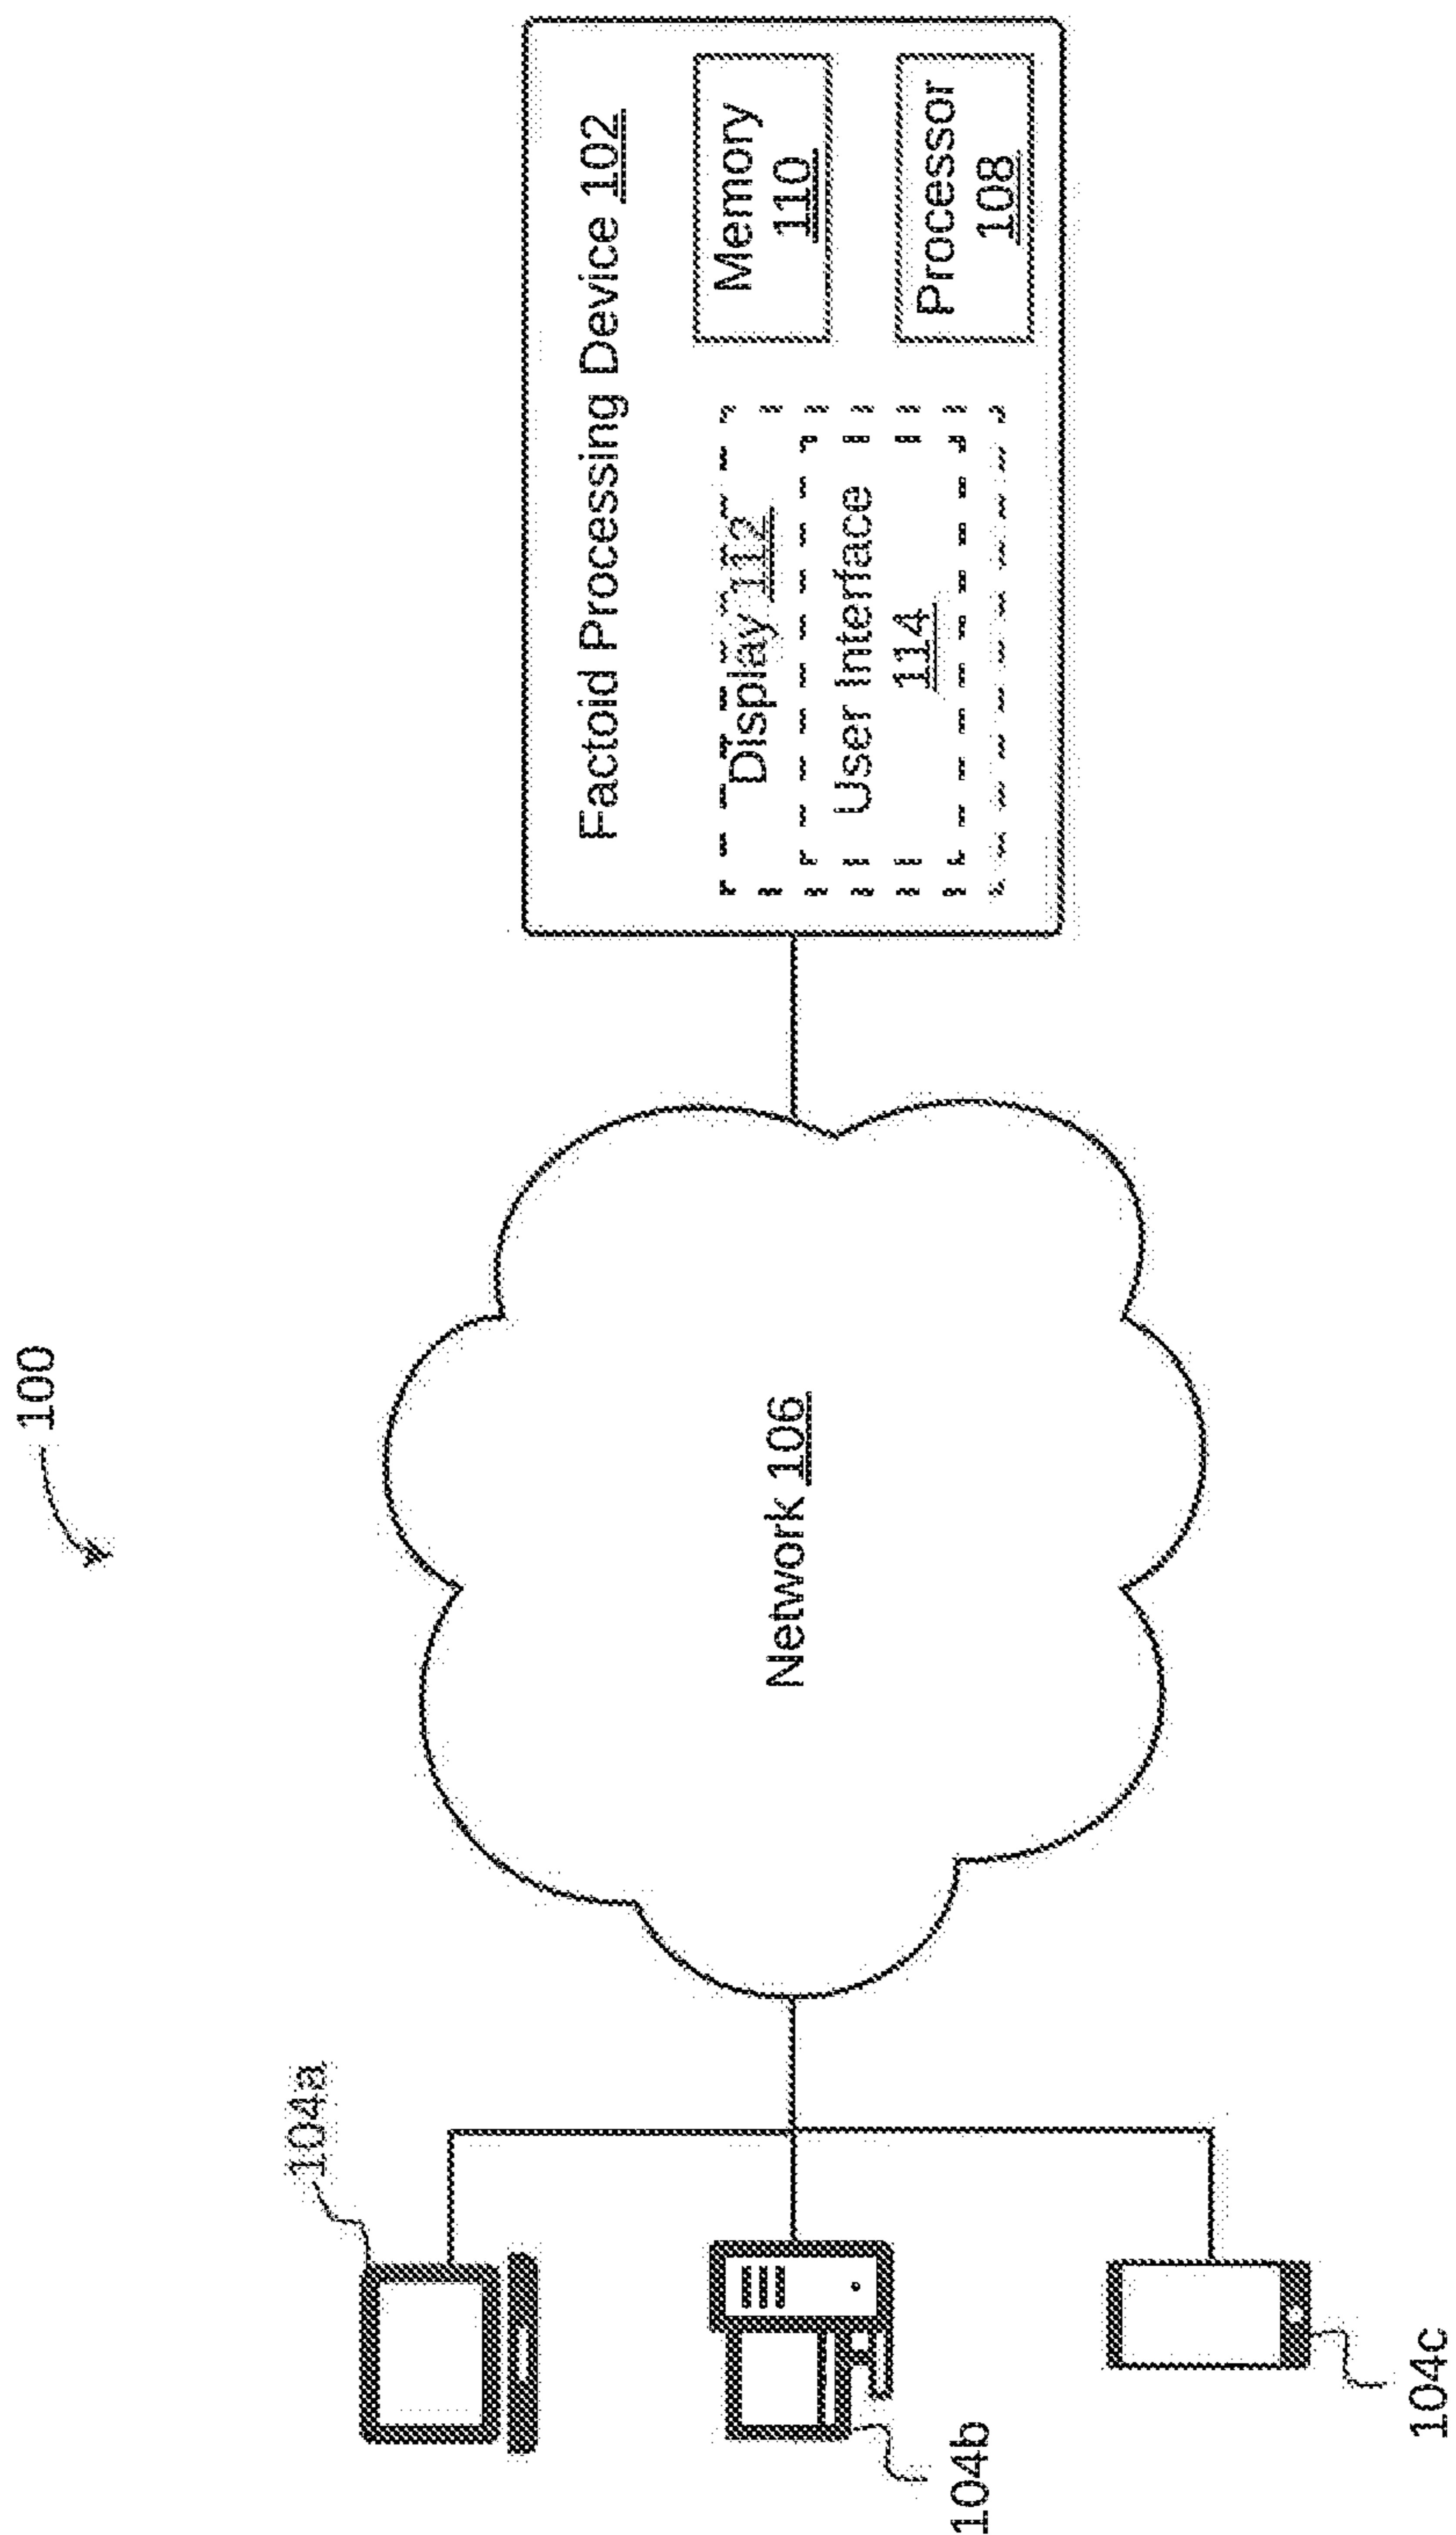 100
104a
104b
104c
Network 106
Factoid Processing Device 102
Display 112
User Interface
114
Memory
110
Processor
108